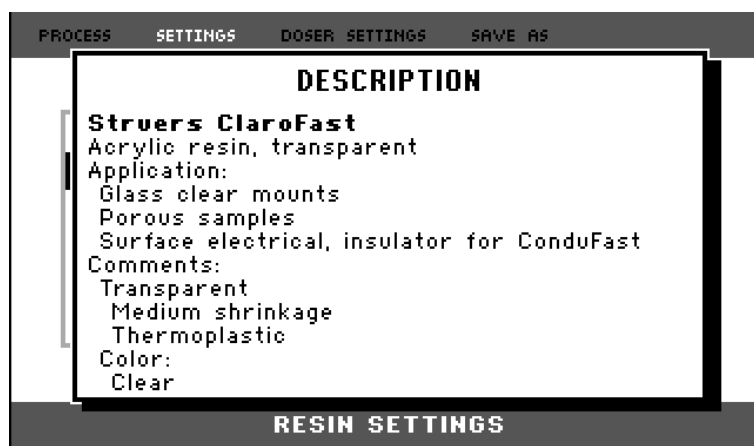 PROCESS SETTINGS DOSER SETTINGS SAVE AS
DESCRIPTION
Struers ClaroFast
Acrylic resin, transparent
Application:
Glass clear mounts
Porous samples
Surface electrical, insulator for ConduFast
Comments:
Transparent
Medium shrinkage
Thermoplastic
Color:
Clear
RESIN SETTINGS